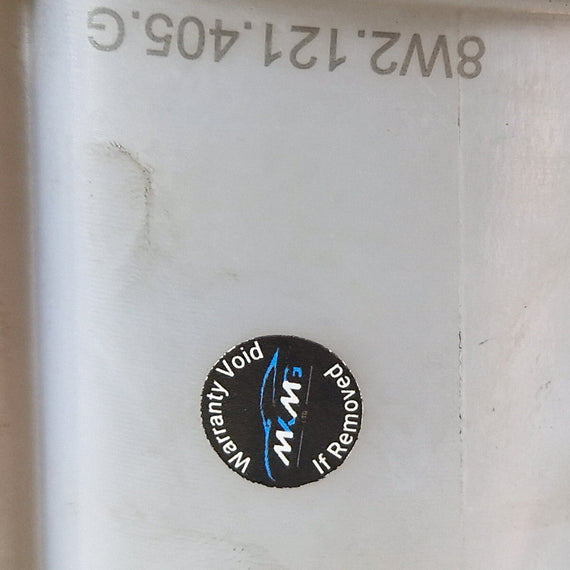 8W2.121.405.G
Warranty Void
If Removed